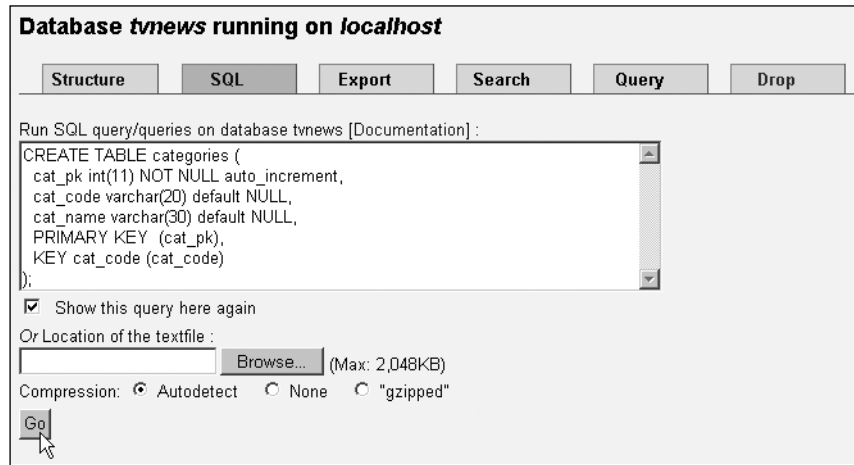 Database tvnews running on localhost
Structure SQL Export Search Query Drop
Run SQL query/queries on database tvnews [Documentation] :
CREATE TABLE categories (
cat_pk int(11) NOT NULL auto_increment,
cat_code varchar(20) default NULL,
cat_name varchar(30) default NULL,
PRIMARY KEY  (cat_pk),
KEY cat_code (cat_code)
);
Show this query here again
Or Location of the textfile :
Browse... (Max: 2,048KB)
Compression: Autodetect None "gzipped"
Go